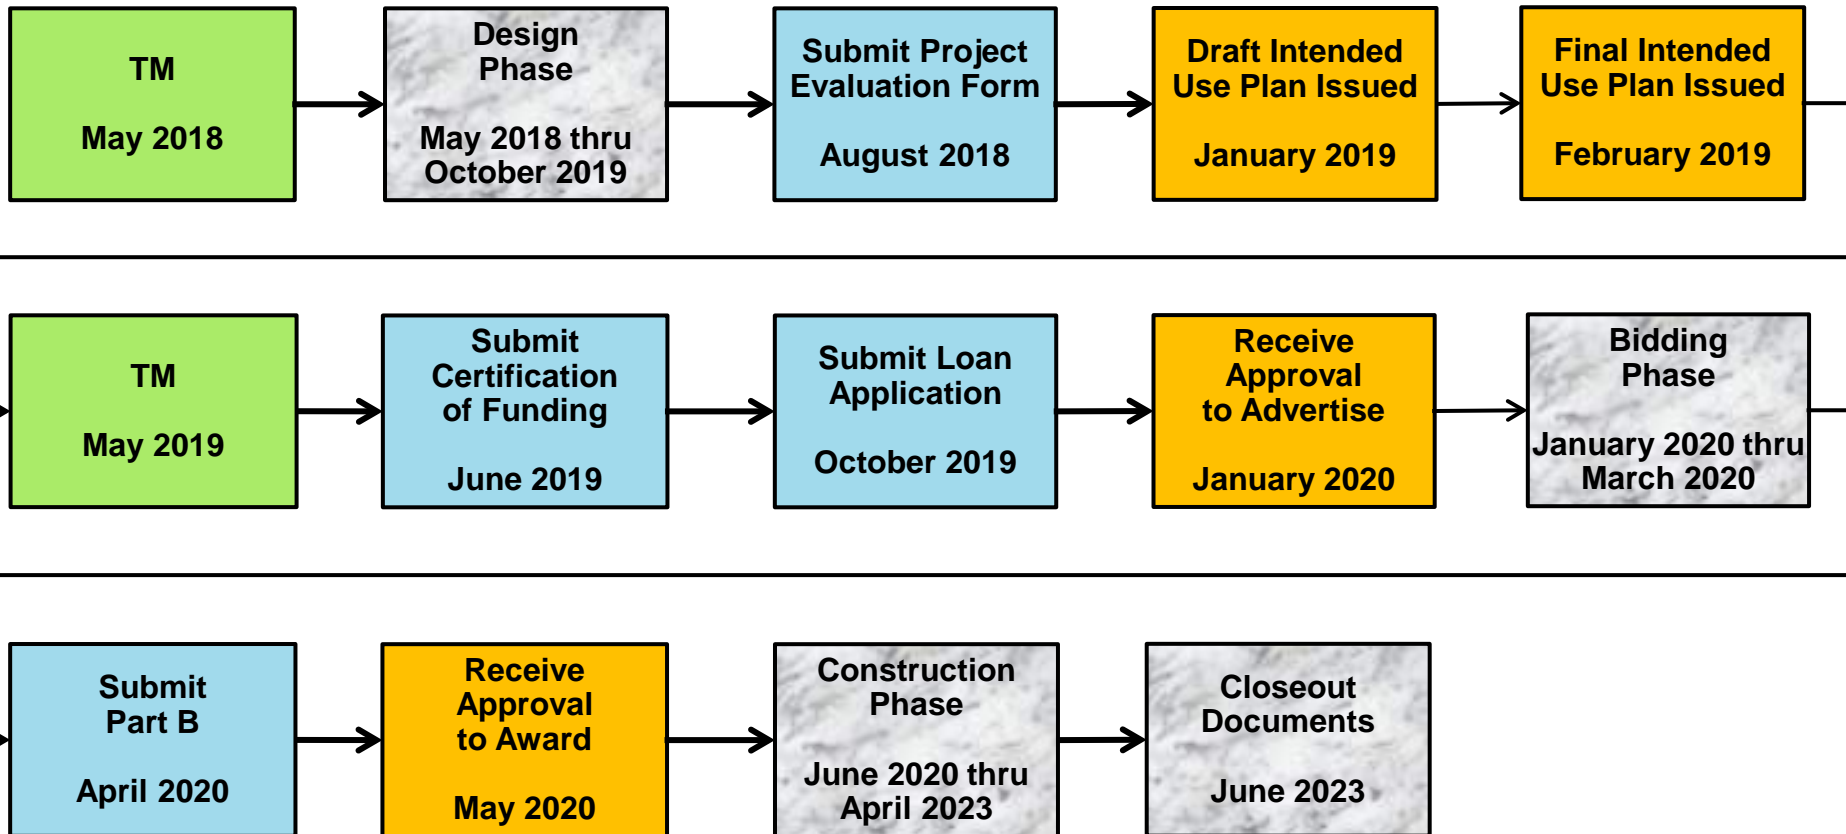 TM
May 2018
Design
Phase
May 2018 thru
October 2019
Submit Project
Evaluation Form
August 2018
Draft Intended
Use Plan Issued
January 2019
Final Intended
Use Plan Issued
February 2019
TM
May 2019
Submit
Certification
of Funding
June 2019
Submit Loan
Application
October 2019
Receive
Approval
to Advertise
January 2020
Bidding
Phase
January 2020 thru
March 2020
Submit
Part B
April 2020
Receive
Approval
to Award
May 2020
Construction
Phase
June 2020 thru
April 2023
Closeout
Documents
June 2023